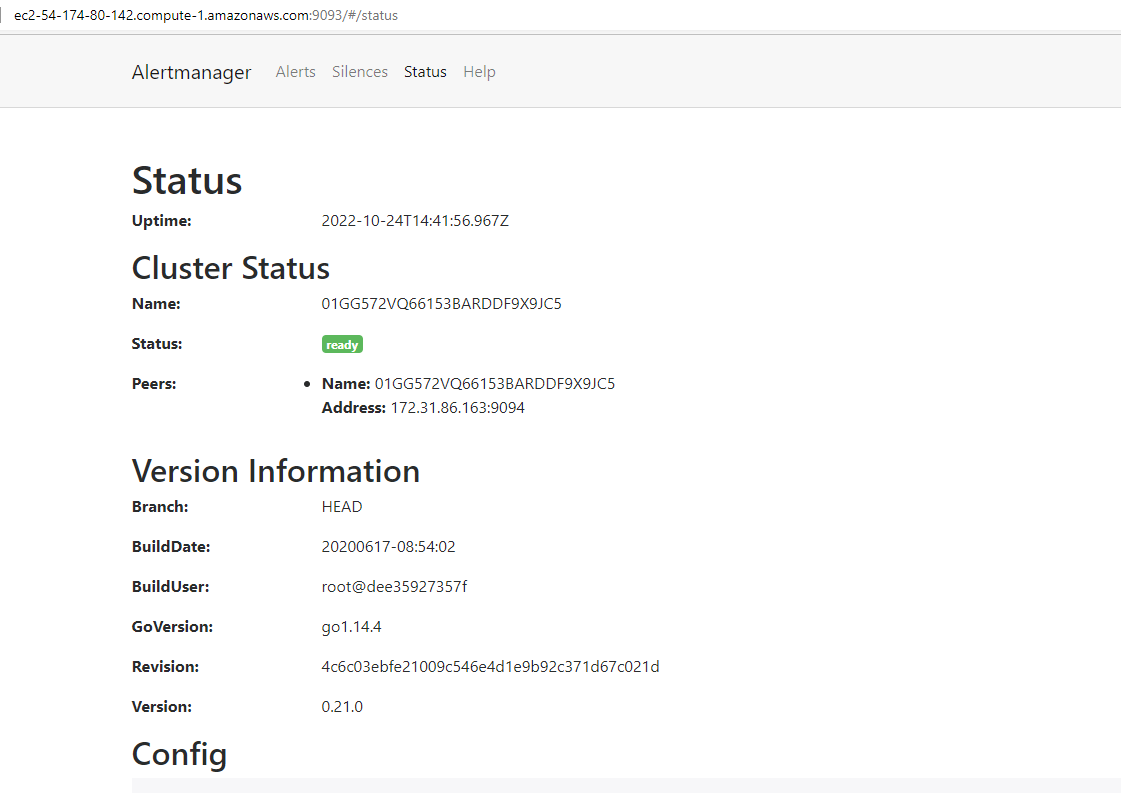 ec2-54-174-80-142.compute-1.amazonaws.com:9093/#/status
Alertmanager Alerts Silences Status Help
Status
Uptime: 2022-10-24T14:41:56.967Z
Cluster Status
Name: 01GG572VQ66153BARDDF9X9JC5
Status: ready
Peers: • Name: 01GG572VQ66153BARDDF9X9JC5
Address: 172.31.86.163:9094
Version Information
Branch: HEAD
BuildDate: 20200617-08:54:02
BuildUser: root@dee35927357f
GoVersion: go1.14.4
Revision: 4c6c03ebfe21009c546e4d1e9b92c371d67c021d
Version: 0.21.0
Config